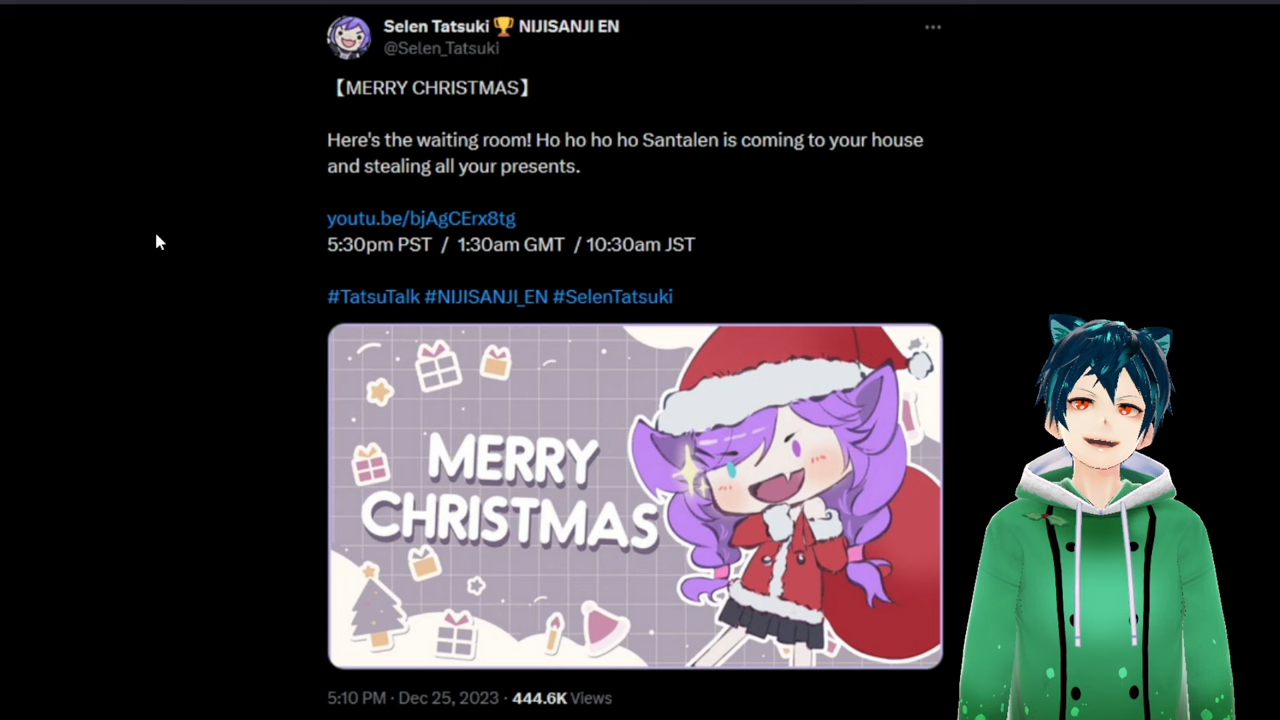 Selen Tatsuki🏆 NIJISANJI EN
@Selen_Tatsuki
【MERRY CHRISTMAS】
Here's the waiting room! Ho ho ho ho Santalen is coming to your house
and stealing all your presents.
youtu.be/bjAgCErx8tg
5:30pm PST / 1:30am GMT / 10:30am JST
#TatsuTalk #NIJISANJI_EN #SelenTatsuki
MERRY
CHRISTMAS
5:10 PM · Dec 25, 2023 · 444.6K Views